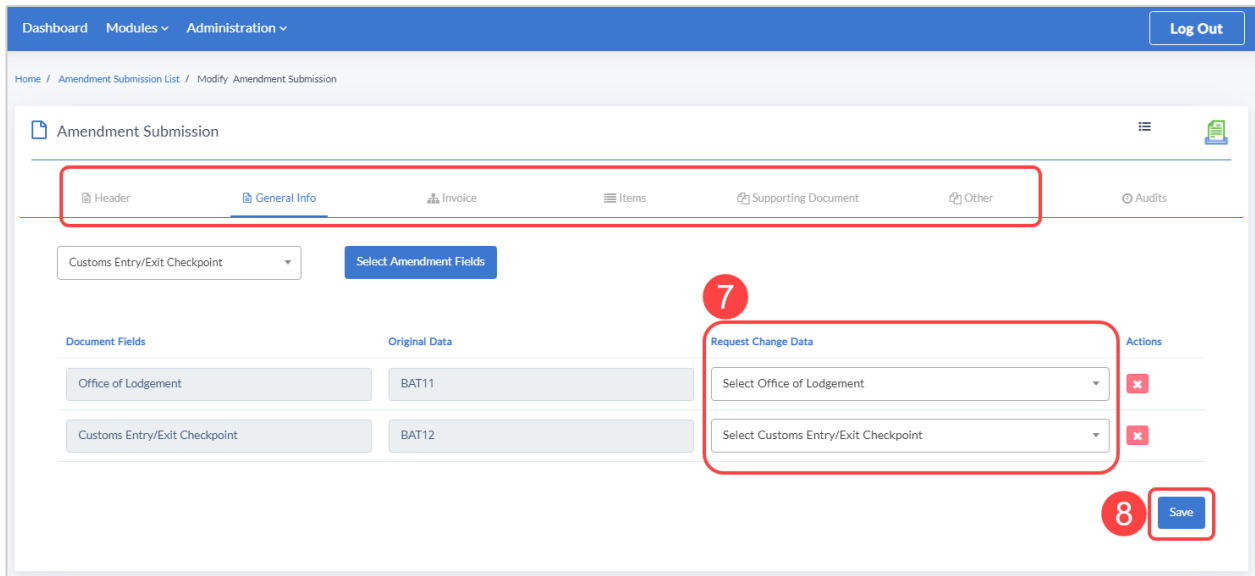 Dashboard Modules Administration Log Out
Home / Amendment Submission List / Modify Amendment Submission
Amendment Submission
Header General Info Invoice Items Supporting Document Other Audits
Customs Entry/Exit Checkpoint Select Amendment Fields
7
Document Fields Original Data Request Change Data Actions
Office of Lodgement BAT11 Select Office of Lodgement
Customs Entry/Exit Checkpoint BAT12 Select Customs Entry/Exit Checkpoint
8 Save